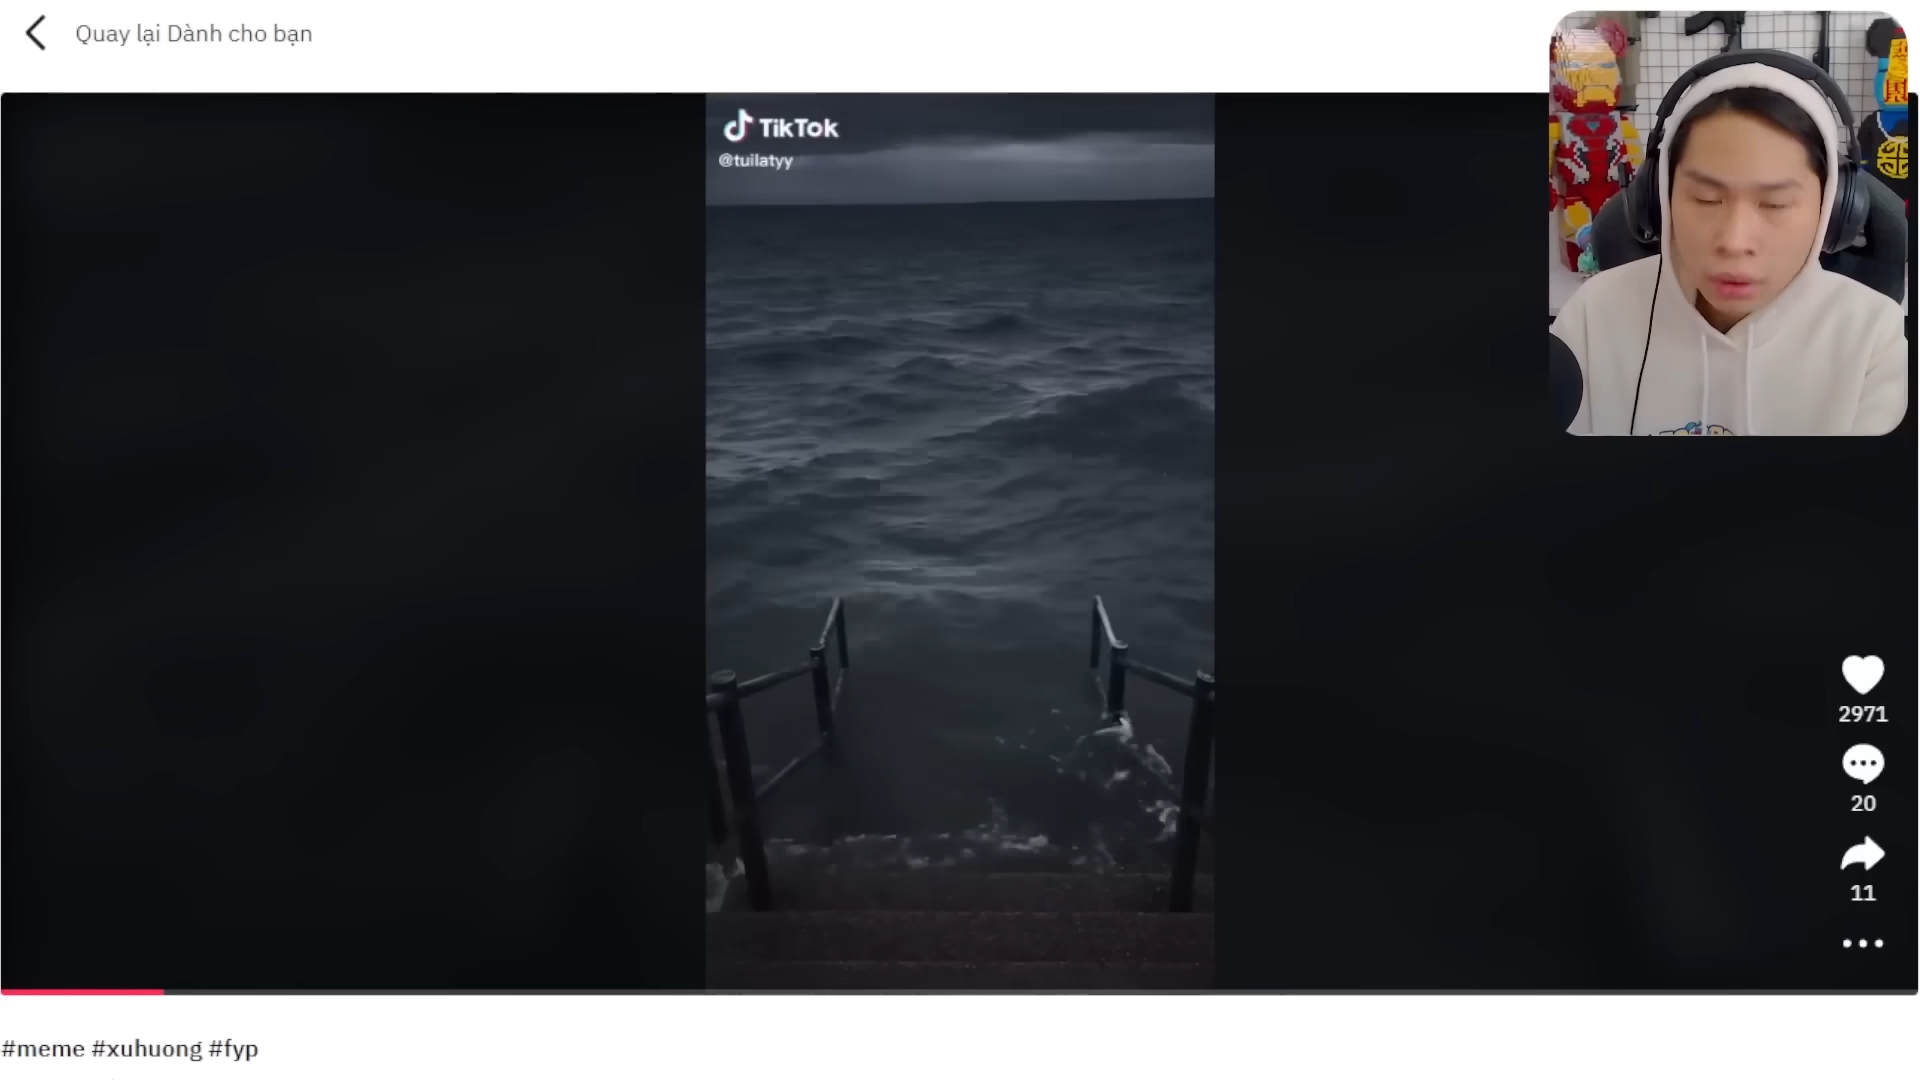 Quay lại Dành cho bạn
TikTok
@tuilatyy
2971
20
11
#meme #xuhuong #fyp